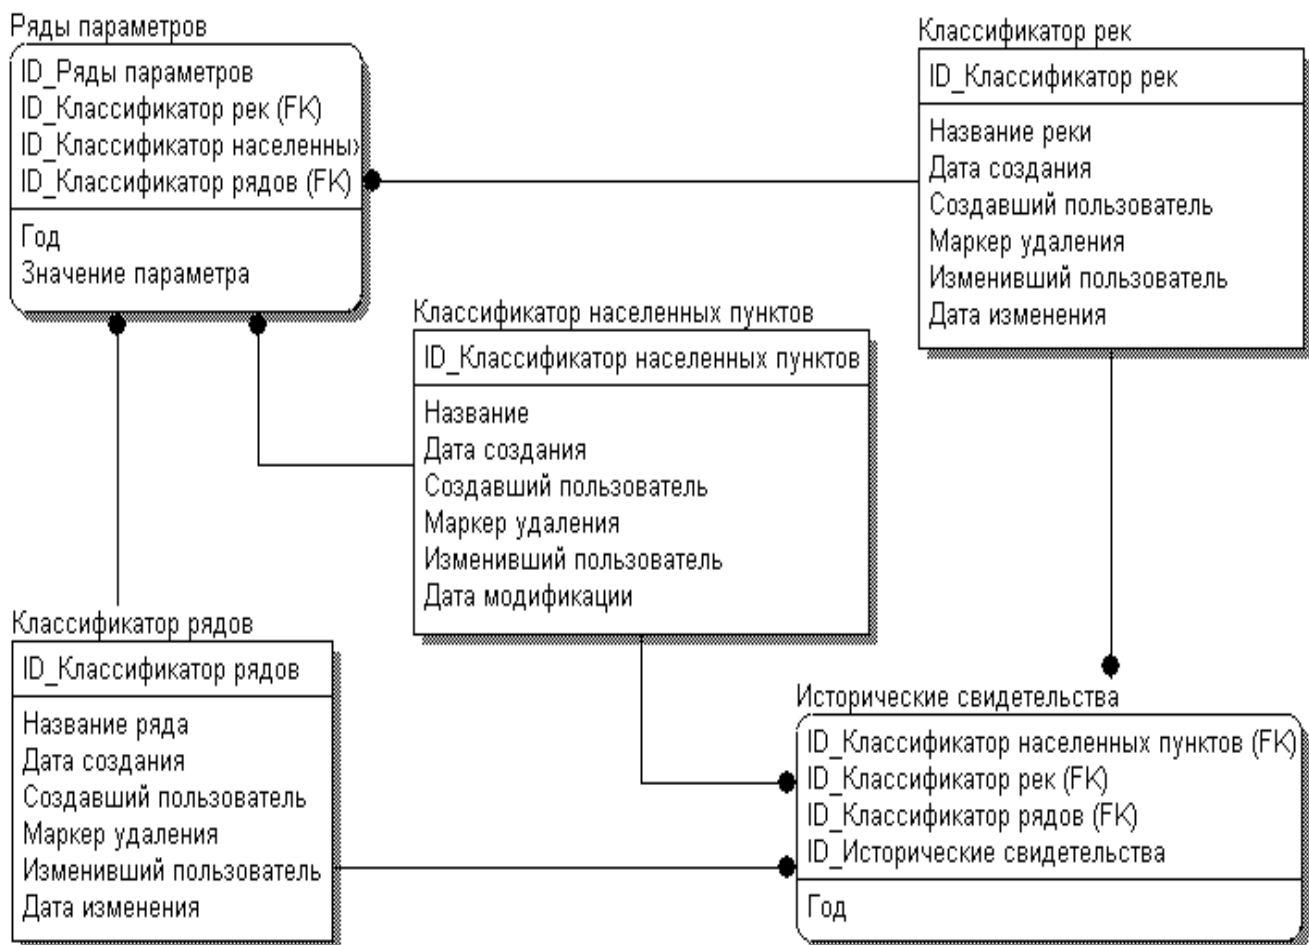 Ряды параметров
ID_Ряды параметров
ID_Классификатор рек (FK)
ID_Классификатор населенных
ID_Классификатор рядов (FK)
Год
Значение параметра
Классификатор рек
ID_Классификатор рек
Название реки
Дата создания
Создавший пользователь
Маркер удаления
Изменивший пользователь
Дата изменения
Классификатор населенных пунктов
ID_Классификатор населенных пунктов
Название
Дата создания
Создавший пользователь
Маркер удаления
Изменивший пользователь
Дата модификации
Классификатор рядов
ID_Классификатор рядов
Название ряда
Дата создания
Создавший пользователь
Маркер удаления
Изменивший пользователь
Дата изменения
Исторические свидетельства
ID_Классификатор населенных пунктов (FK)
ID_Классификатор рек (FK)
ID_Классификатор рядов (FK)
ID_Исторические свидетельства
Год